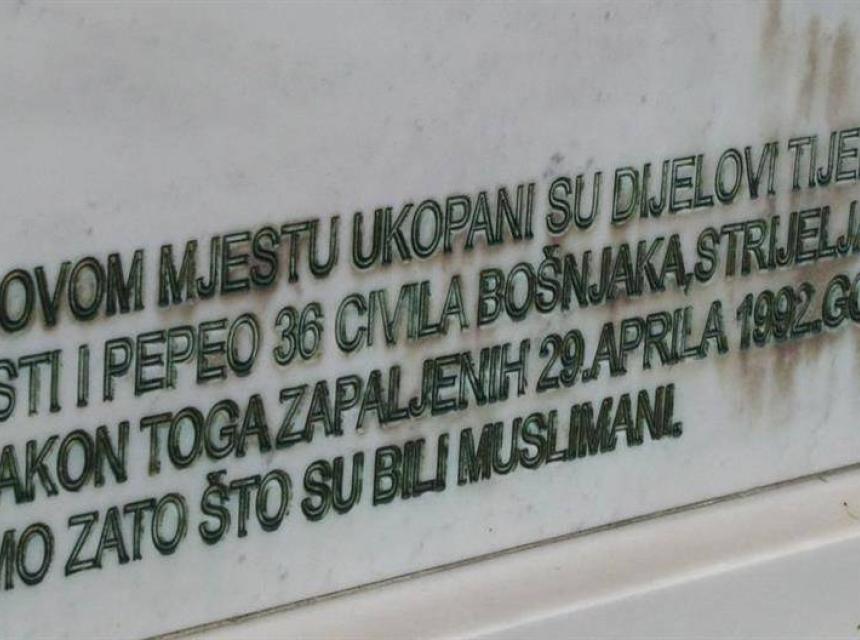 OVOM MJESTU UKOPANI SU DIJELOVI TIJE
STI I PEPEO 36 CIVILA BOŠNJAKA,STRIJELJ
AKON TOGA ZAPALJENIH 29.APRILA 1992.GO
MO ZATO ŠTO SU BILI MUSLIMANI.